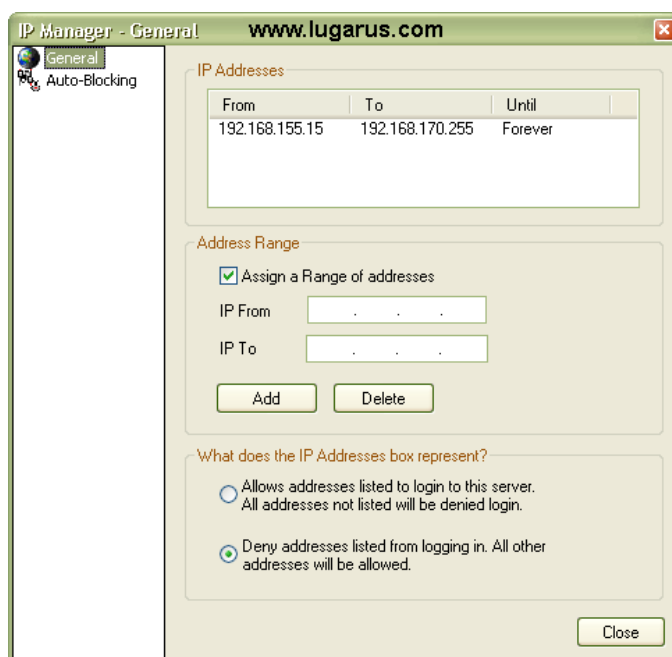 IP Manager - General
www.lugarus.com
General
Auto-Blocking
IP Addresses
From To Until
192.168.155.15 192.168.170.255 Forever
Address Range
Assign a Range of addresses
IP From . . .
IP To . . .
Add Delete
What does the IP Addresses box represent?
Allows addresses listed to login to this server.
All addresses not listed will be denied login.
Deny addresses listed from logging in. All other
addresses will be allowed.
Close